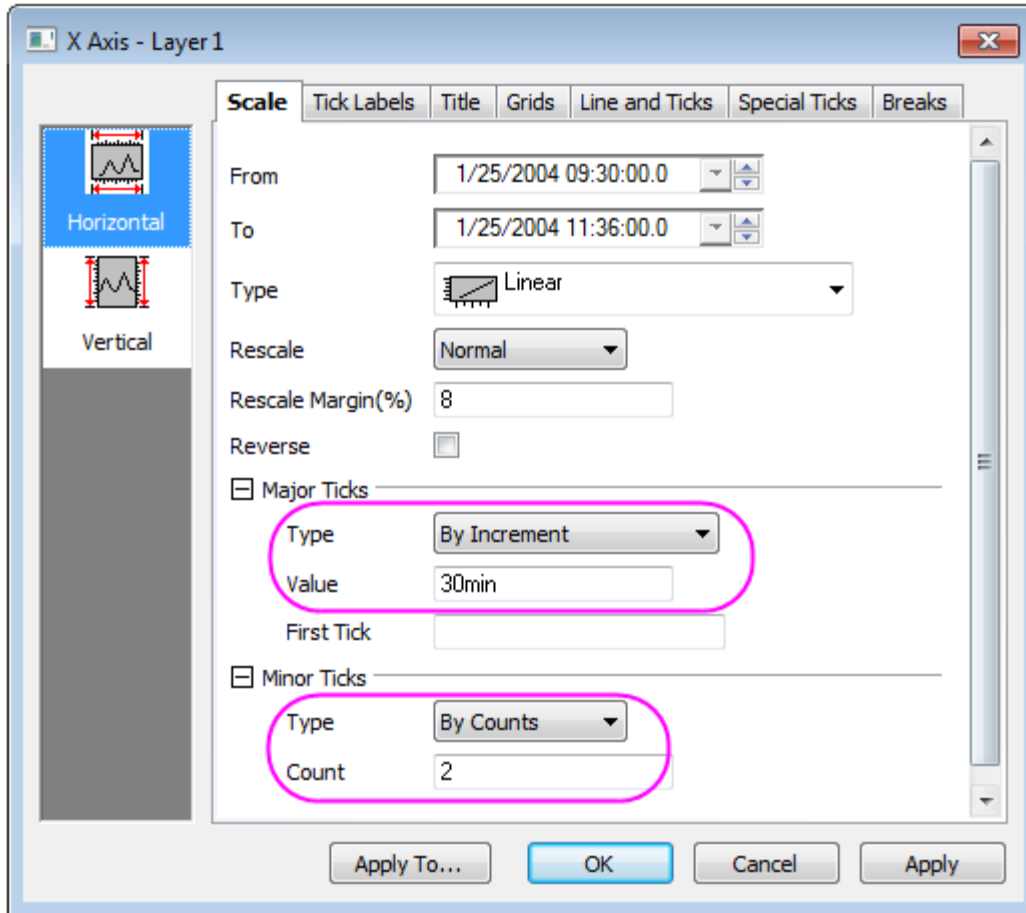 X Axis - Layer 1
Scale Tick Labels Title Grids Line and Ticks Special Ticks Breaks
Horizontal
Vertical
From 1/25/2004 09:30:00.0
To 1/25/2004 11:36:00.0
Type Linear
Rescale Normal
Rescale Margin(%) 8
Reverse
Major Ticks
Type By Increment
Value 30min
First Tick
Minor Ticks
Type By Counts
Count 2
Apply To... OK Cancel Apply